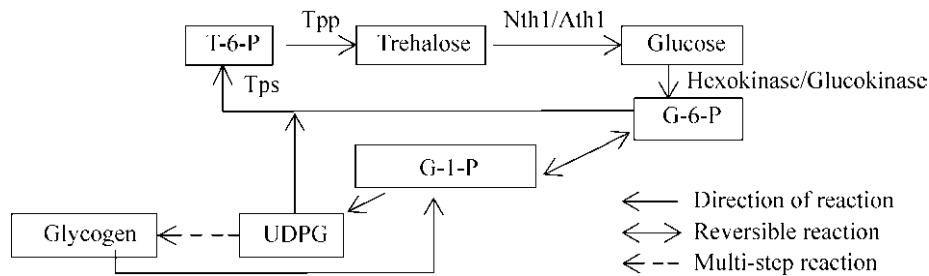 Tpp
Nth1/Ath1
T-6-P
Trehalose
Glucose
Tps
Hexokinase/Glucokinase
G-6-P
G-1-P
Direction of reaction
Glycogen
UDPG
Reversible reaction
Multi-step reaction